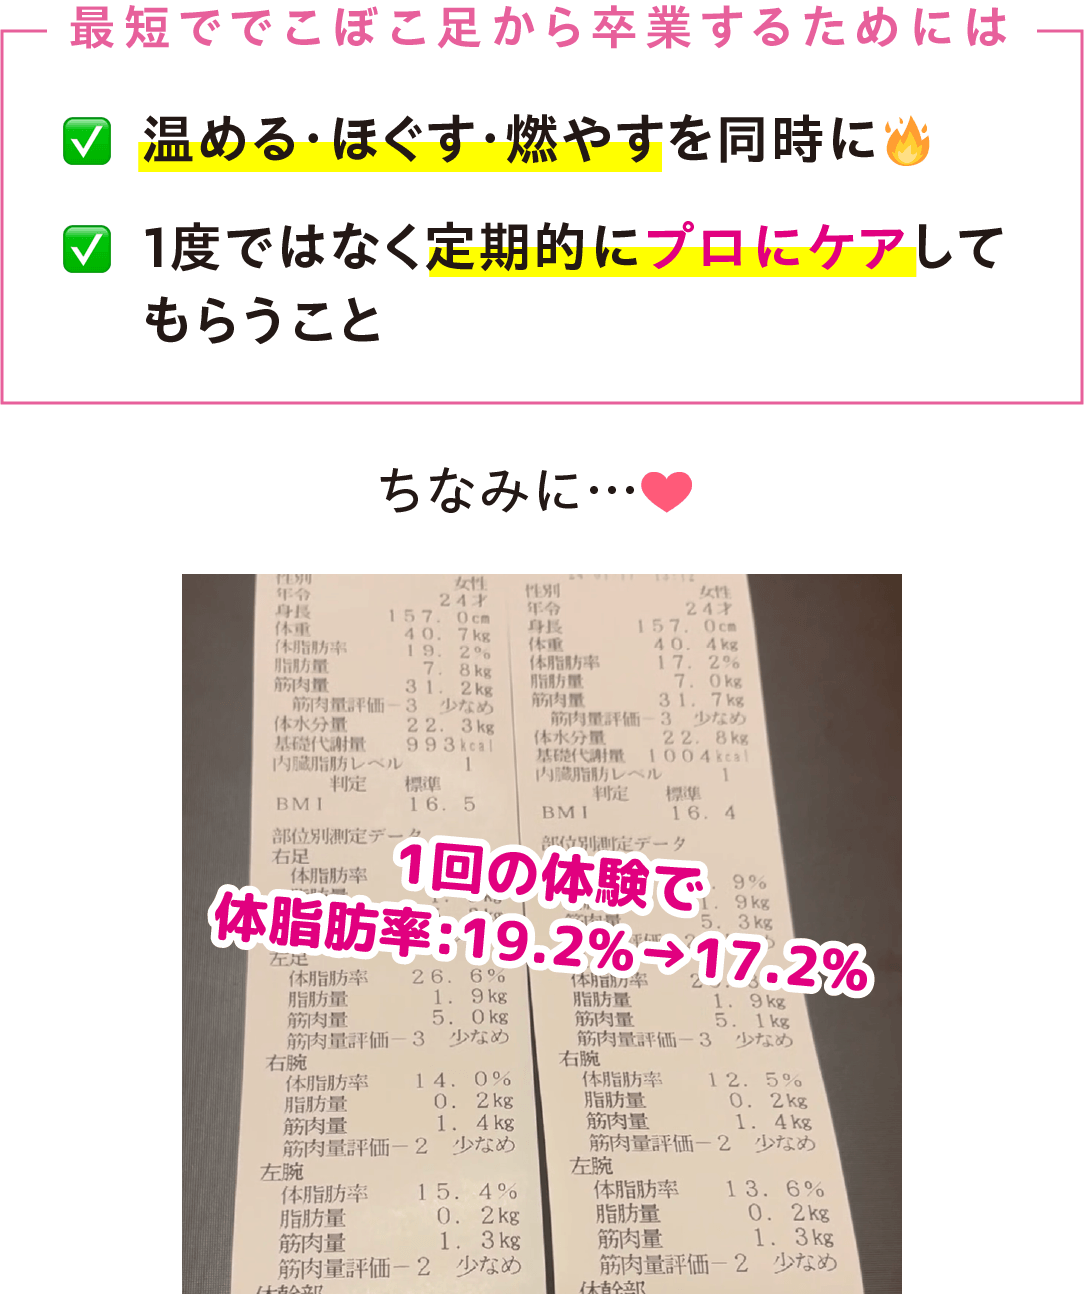 最短ででこぼこ足から卒業するためには
✅ 温める・ほぐす・燃やすを同時に🔥
✅ 1度ではなく定期的にプロにケアして
もらうこと
ちなみに…❤
性別 女性
年令 24才
身長 157.0cm
体重 40.7kg
体脂肪率 19.2%
脂肪量 7.8kg
筋肉量 31.2kg
筋肉量評価-3 少なめ
体水分量 22.3kg
基礎代謝量 993kcal
内臓脂肪レベル 1
判定 標準
BMI 16.5
部位別測定データ
右足
体脂肪率
左足
体脂肪率 26.6%
脂肪量 1.9kg
筋肉量 5.0kg
筋肉量評価-3 少なめ
右腕
体脂肪率 14.0%
脂肪量 0.2kg
筋肉量 1.4kg
筋肉量評価-2 少なめ
左腕
体脂肪率 15.4%
脂肪量 0.2kg
筋肉量 1.3kg
筋肉量評価-2 少なめ
体幹部
性別 女性
年令 24才
身長 157.0cm
体重 40.4kg
体脂肪率 17.2%
脂肪量 7.0kg
筋肉量 31.7kg
筋肉量評価-3 少なめ
体水分量 22.8kg
基礎代謝量 1004kcal
内臓脂肪レベル 1
判定 標準
BMI 16.4
部位別測定データ
.9%
1.9kg
筋肉量 5.3kg
体脂肪率
脂肪量 1.9kg
筋肉量 5.1kg
筋肉量評価-3 少なめ
右腕
体脂肪率 12.5%
脂肪量 0.2kg
筋肉量 1.4kg
筋肉量評価-2 少なめ
左腕
体脂肪率 13.6%
脂肪量 0.2kg
筋肉量 1.3kg
筋肉量評価-2 少なめ
体幹部
1回の体験で
体脂肪率:19.2%→17.2%